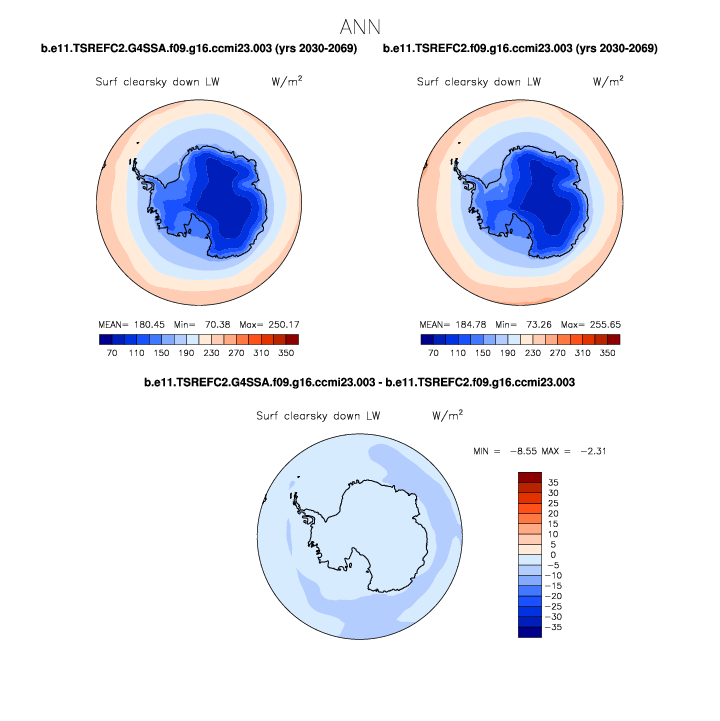 ANN
b.e11.TSREFC2.G4SSA.f09.g16.ccmi23.003 (yrs 2030-2069) b.e11.TSREFC2.f09.g16.ccmi23.003 (yrs 2030-2069)
Surf clearsky down LW W/m² Surf clearsky down LW W/m²
MEAN= 180.45 Min= 70.38 Max= 250.17 MEAN= 184.78 Min= 73.26 Max= 255.65
70 110 150 190 230 270 310 350 70 110 150 190 230 270 310 350
b.e11.TSREFC2.G4SSA.f09.g16.ccmi23.003 - b.e11.TSREFC2.f09.g16.ccmi23.003
Surf clearsky down LW W/m²
MIN = -8.55 MAX = -2.31
35
30
25
20
15
10
5
0
-5
-10
-15
-20
-25
-30
-35